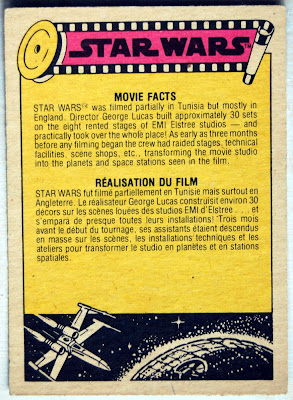 STAR WARS™
MOVIE FACTS
STAR WARS™ was filmed partially in Tunisia but mostly in
England. Director George Lucas built approximately 30 sets
on the eight rented stages of EMI Elstree studios — and
practically took over the whole place! As early as three months
before any filming began the crew had raided stages, technical
facilities, scene shops, etc., transforming the movie studio
into the planets and space stations seen in the film.
RÉALISATION DU FILM
STAR WARS fut filmé partiellement en Tunisie mais surtout en
Angleterre. Le réalisateur George Lucas construisit environ 30
décors sur les scènes louées des studios EMI d'Elstree . . . et
s'empara de presque toutes leurs installations! Trois mois
avant le début du tournage, ses assistants étaient descendus
en masse sur les scènes, les installations techniques et les
ateliers pour transformer le studio en planètes et en stations
spatiales.